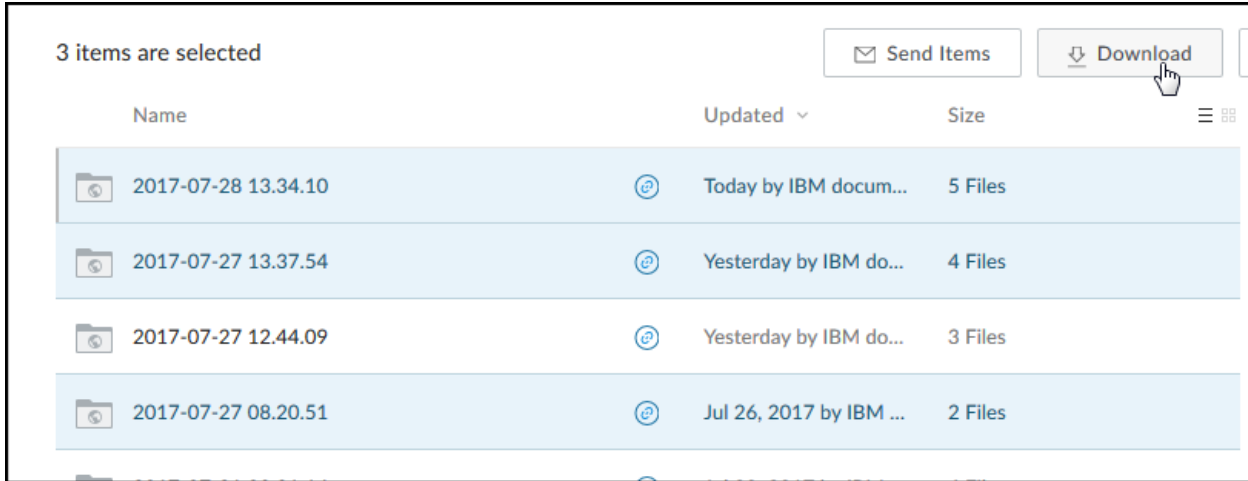 3 items are selected
Send Items
Download
Name Updated Size
2017-07-28 13.34.10 Today by IBM docum... 5 Files
2017-07-27 13.37.54 Yesterday by IBM do... 4 Files
2017-07-27 12.44.09 Yesterday by IBM do... 3 Files
2017-07-27 08.20.51 Jul 26, 2017 by IBM ... 2 Files